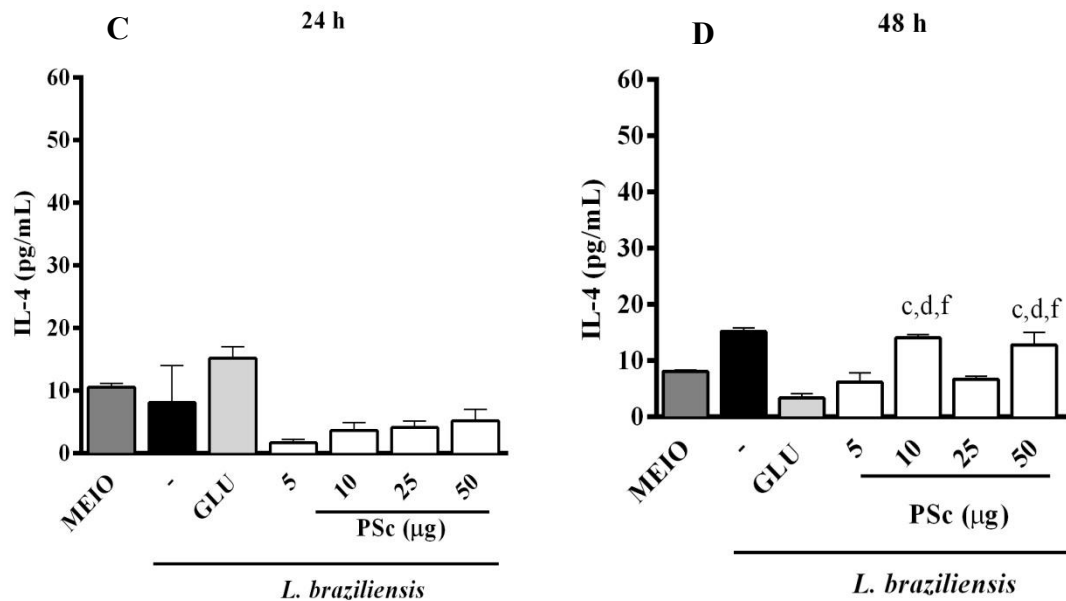 C
24 h
IL-4 (pg/mL)
60
50
40
30
20
10
0
MEIO
-
GLU
5
10
25
50
PSc (μg)
L. braziliensis
D
48 h
IL-4 (pg/mL)
60
50
40
30
20
10
0
c,d,f
c,d,f
MEIO
-
GLU
5
10
25
50
PSc (μg)
L. braziliensis